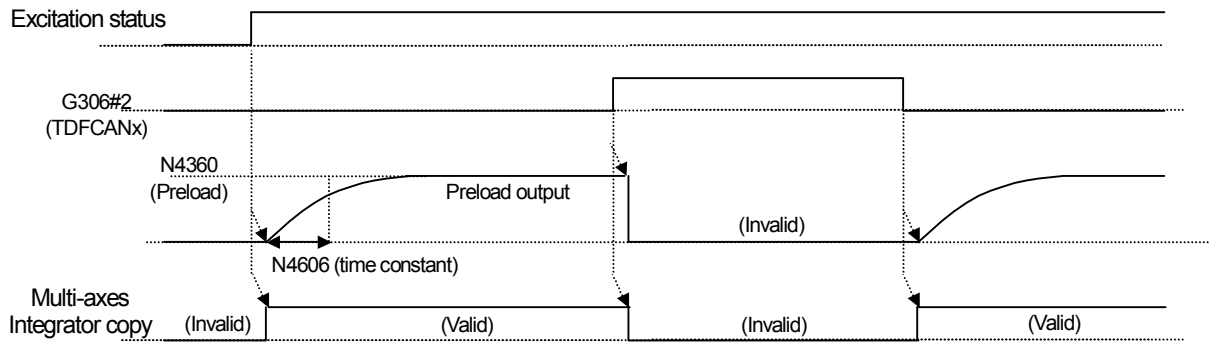 Excitation status
G306#2
(TDFCANx)
N4360
(Preload)
Preload output
(Invalid)
N4606 (time constant)
Multi-axes
Integrator copy
(Invalid)
(Valid)
(Invalid)
(Valid)